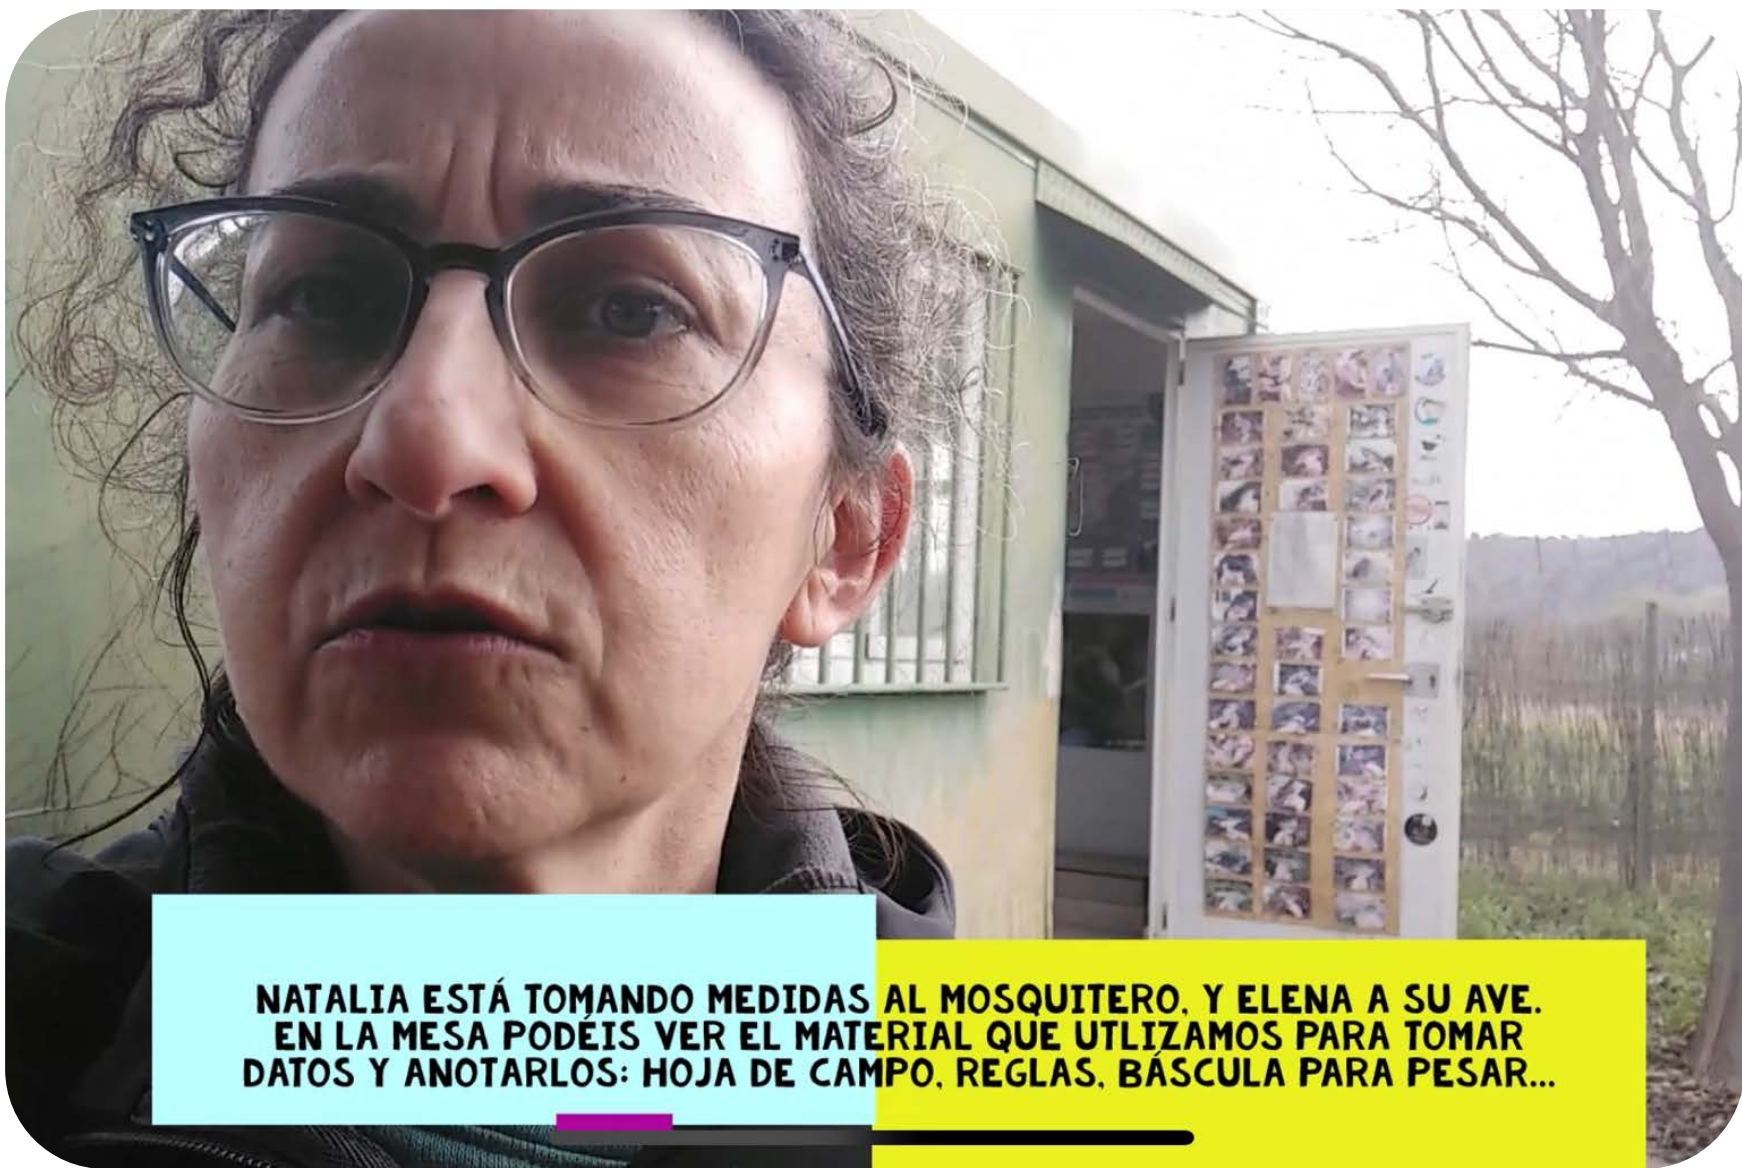 NATALIA ESTÁ TOMANDO MEDIDAS AL MOSQUITERO, Y ELENA A SU AVE.
EN LA MESA PODÉIS VER EL MATERIAL QUE UTLIZAMOS PARA TOMAR
DATOS Y ANOTARLOS: HOJA DE CAMPO, REGLAS, BÁSCULA PARA PESAR...